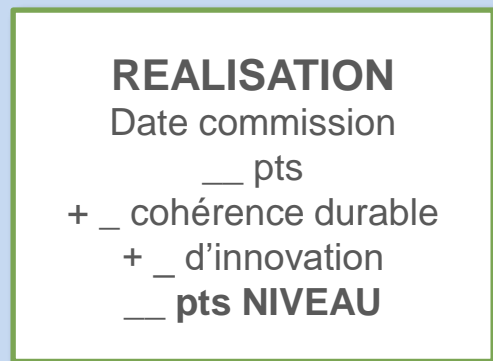 REALISATION
Date commission
__ pts
+ _ cohérence durable
+ _ d’innovation
__ pts NIVEAU